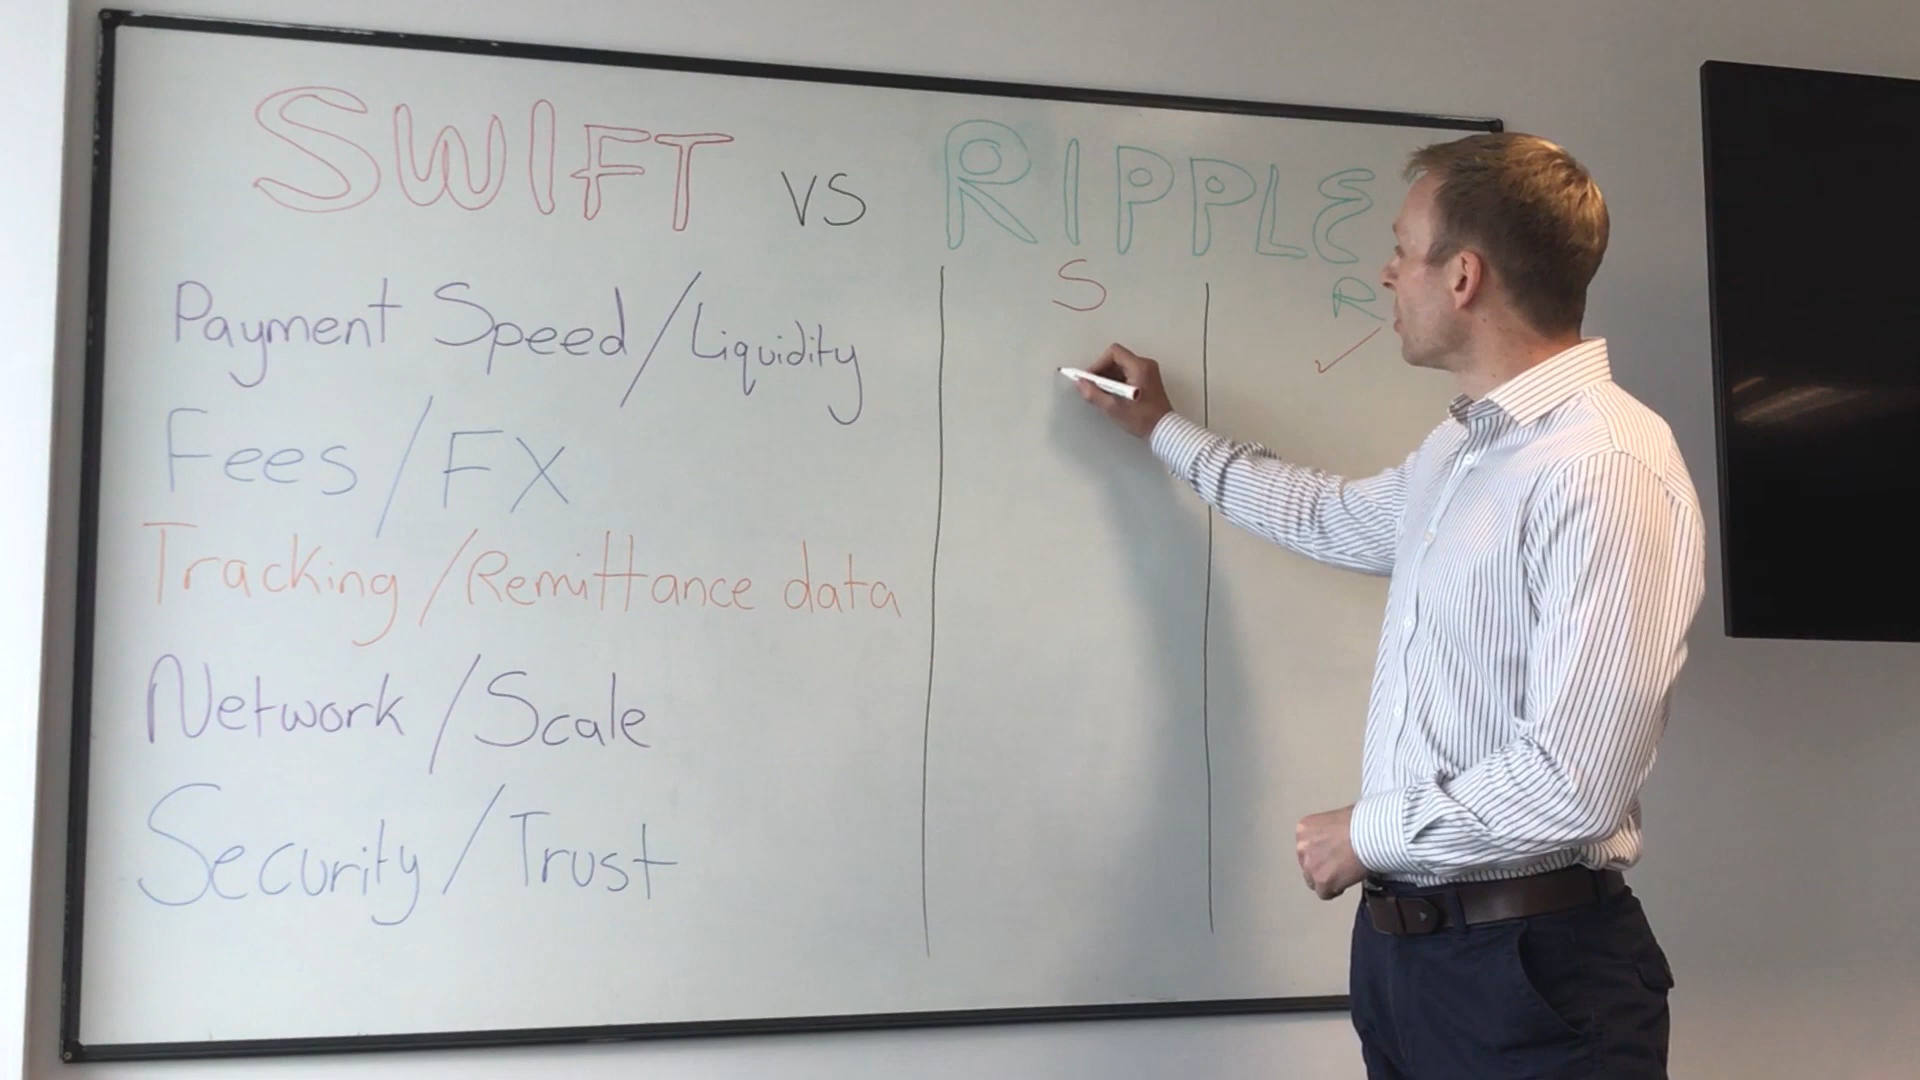 SWIFT vs RIPPLE
S R
Payment Speed/Liquidity ✓
Fees/FX
Tracking/Remittance data
Network/Scale
Security/Trust